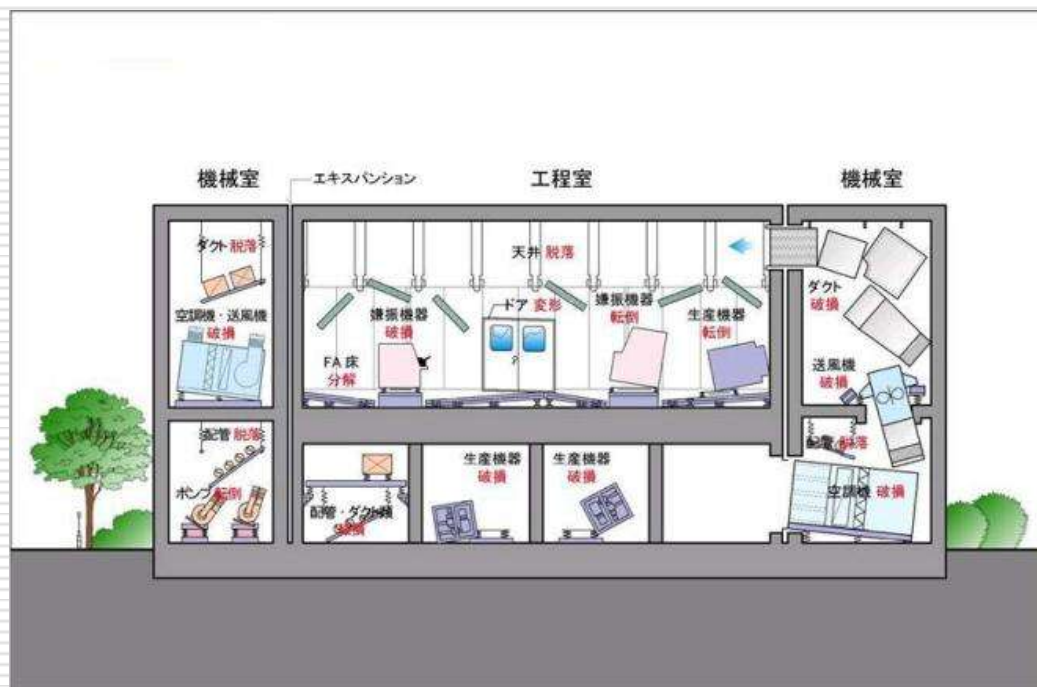 機械室
エキスパンション
工程室
機械室
ダクト 脱落
天井 脱落
ダクト
破損
空調機・送風機
破損
嫌振機器
破損
ドア 変形
嫌振機器
転倒
生産機器
転倒
FA 床
分解
送風機
破損
配管 脱落
生産機器
破損
生産機器
破損
配管 脱落
ポンプ 転倒
配管・ダクト類
破損
空調機 破損